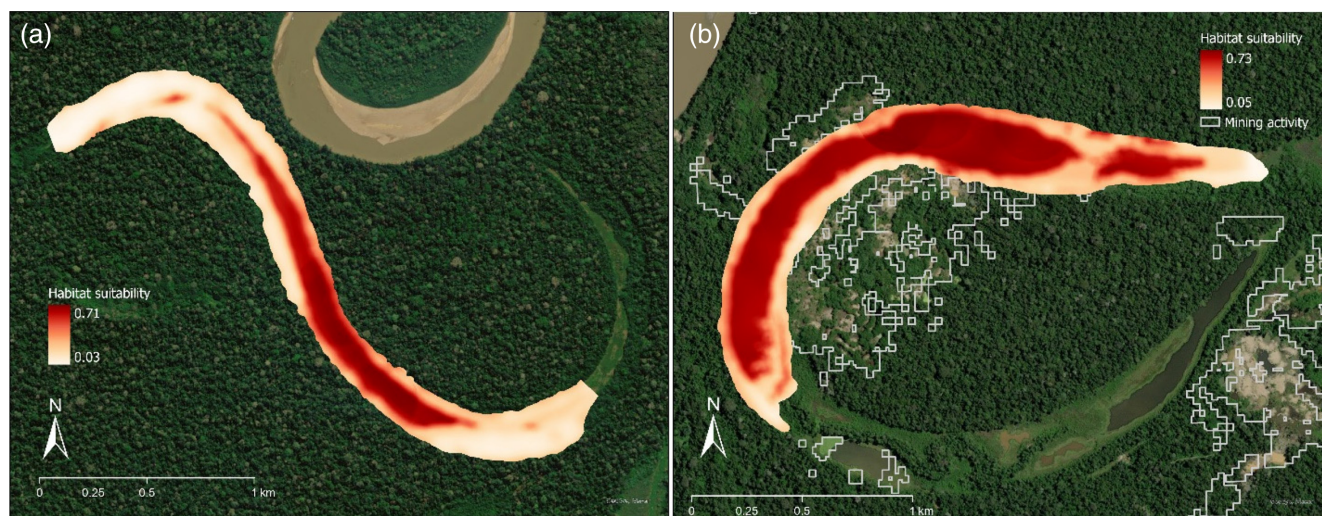 (a)
Habitat suitability
0.71
0.03
N
0 0.25 0.5 1 km
(b)
Habitat suitability
0.73
0.05
Mining activity
N
0 0.25 0.5 1 km